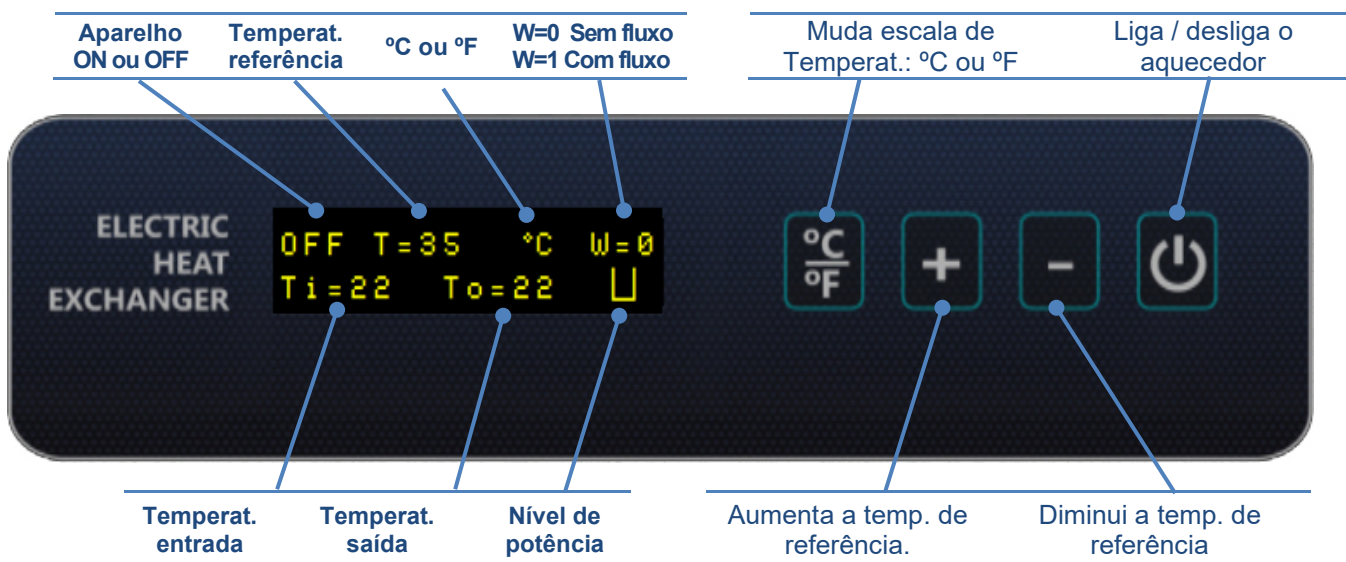 Aparelho
ON ou OFF
Temperat.
referência
ºC ou ºF
W=0 Sem fluxo
W=1 Com fluxo
Muda escala de
Temperat.: ºC ou ºF
Liga / desliga o
aquecedor
ELECTRIC
HEAT
EXCHANGER
OFF T=35 °C W=0
Ti=22 To=22
ºC
ºF
+
-
Temperat.
entrada
Temperat.
saída
Nível de
potência
Aumenta a temp. de
referência.
Diminui a temp. de
referência